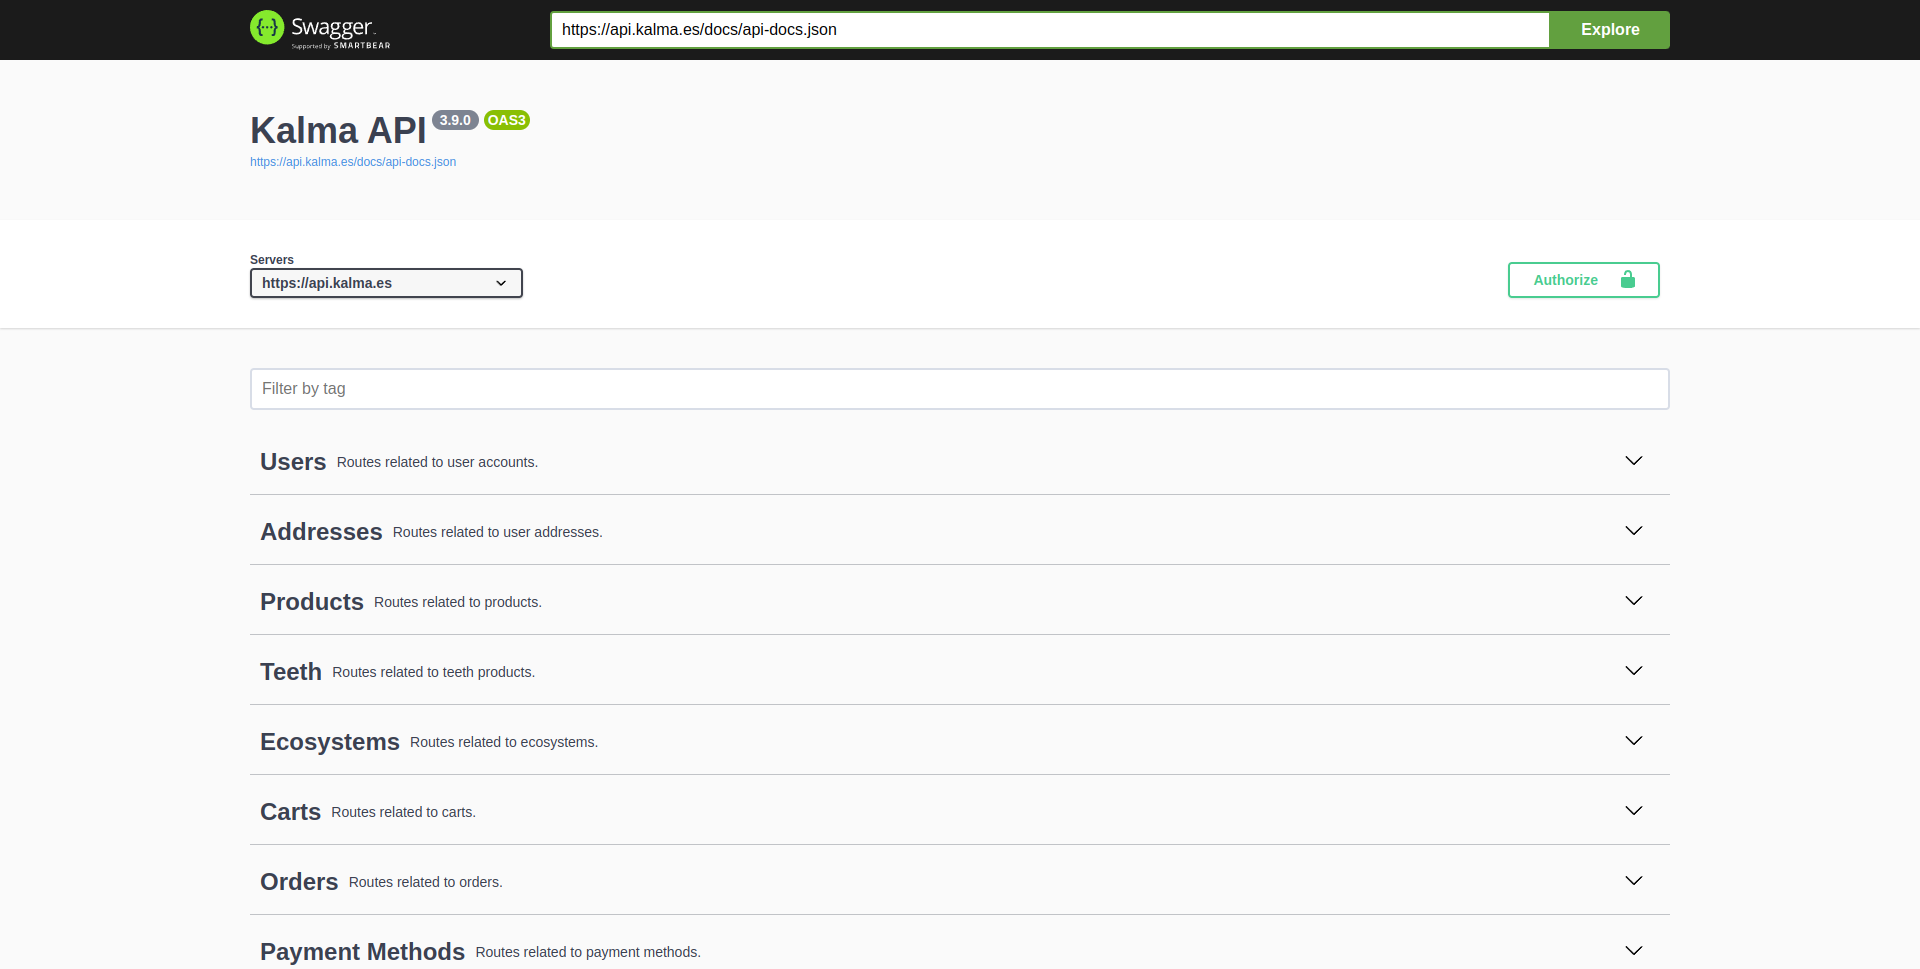 Swagger
Supported by SMARTBEAR
https://api.kalma.es/docs/api-docs.json
Explore
Kalma API 3.9.0 OAS3
https://api.kalma.es/docs/api-docs.json
Servers
https://api.kalma.es
Authorize
Filter by tag
Users Routes related to user accounts.
Addresses Routes related to user addresses.
Products Routes related to products.
Teeth Routes related to teeth products.
Ecosystems Routes related to ecosystems.
Carts Routes related to carts.
Orders Routes related to orders.
Payment Methods Routes related to payment methods.